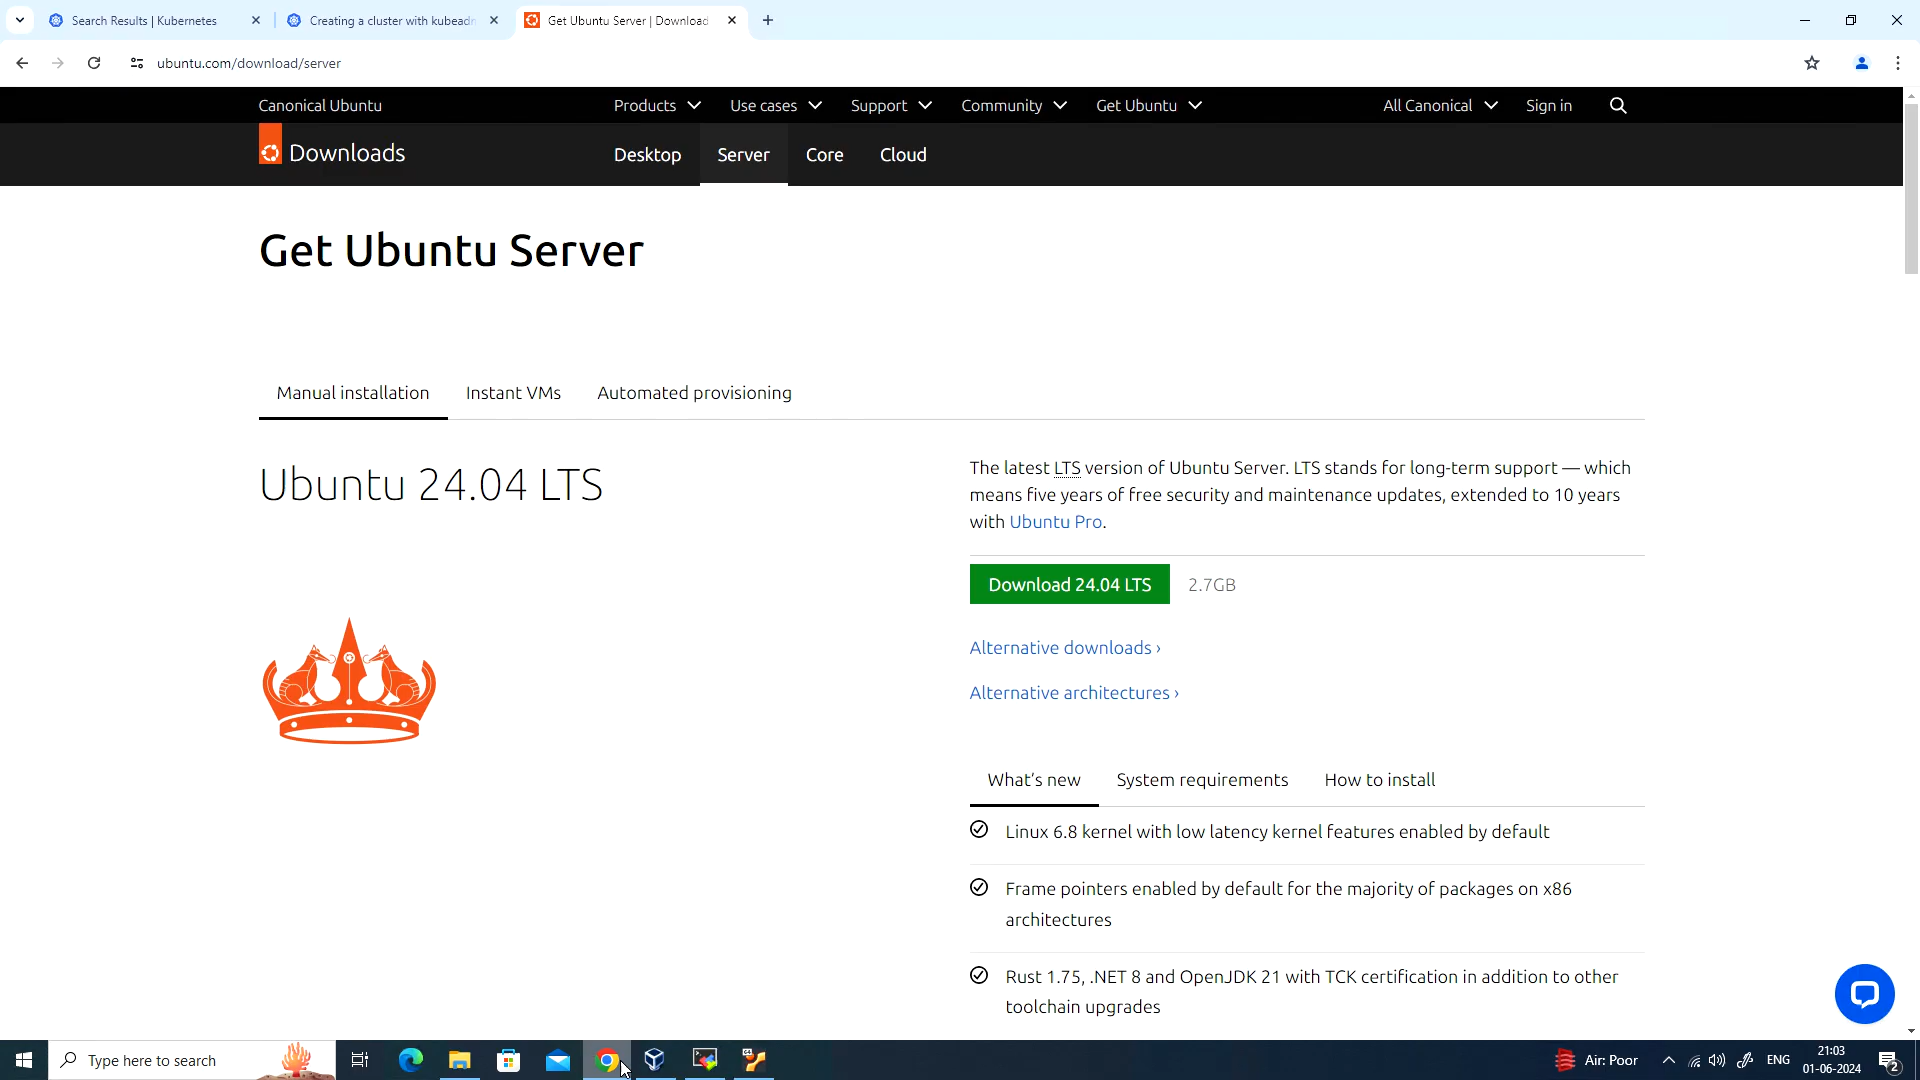 Search Results | Kubernetes
Creating a cluster with kubeadm
Get Ubuntu Server | Download
ubuntu.com/download/server
Canonical Ubuntu
Products
Use cases
Support
Community
Get Ubuntu
All Canonical
Sign in
Downloads
Desktop
Server
Core
Cloud
Get Ubuntu Server
Manual installation
Instant VMs
Automated provisioning
Ubuntu 24.04 LTS
The latest LTS version of Ubuntu Server. LTS stands for long-term support — which
means five years of free security and maintenance updates, extended to 10 years
with Ubuntu Pro.
Download 24.04 LTS
2.7GB
Alternative downloads ›
Alternative architectures ›
What's new
System requirements
How to install
Linux 6.8 kernel with low latency kernel features enabled by default
Frame pointers enabled by default for the majority of packages on x86
architectures
Rust 1.75, .NET 8 and OpenJDK 21 with TCK certification in addition to other
toolchain upgrades
Type here to search
Air: Poor
ENG
21:03
01-06-2024
2